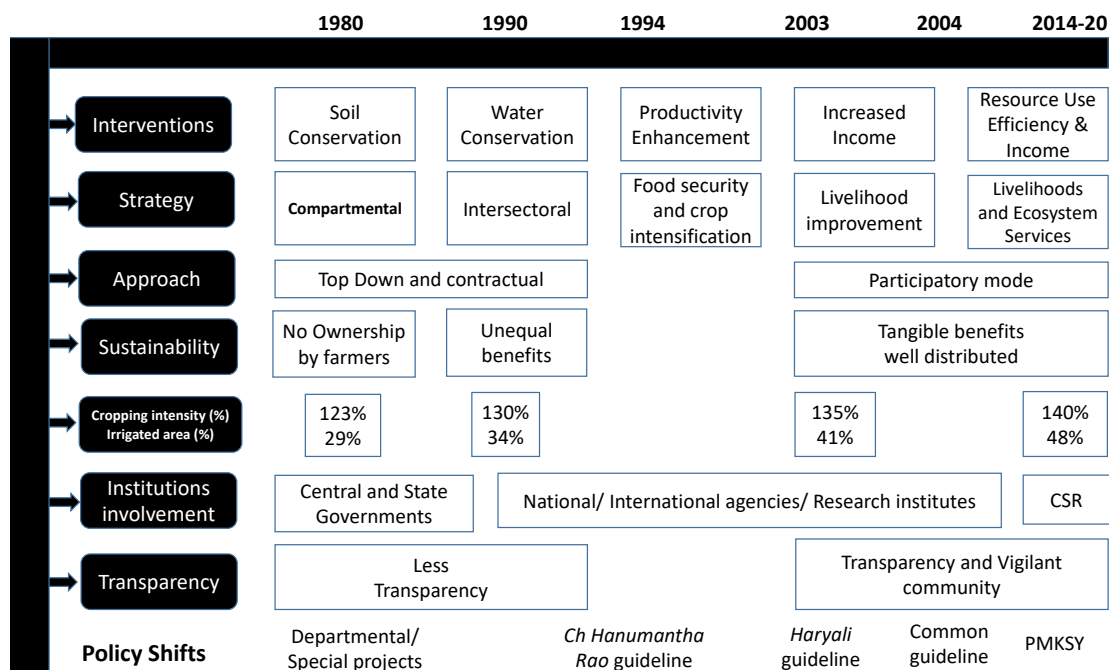 1980 1990 1994 2003 2004 2014-20
Interventions
Soil
Conservation
Water
Conservation
Productivity
Enhancement
Increased
Income
Resource Use
Efficiency &
Income
Strategy
Compartmental
Intersectoral
Food security
and crop
intensification
Livelihood
improvement
Livelihoods
and Ecosystem
Services
Approach
Top Down and contractual
Participatory mode
Sustainability
No Ownership
by farmers
Unequal
benefits
Tangible benefits
well distributed
Cropping intensity (%)
Irrigated area (%)
123%
29%
130%
34%
135%
41%
140%
48%
Institutions
involvement
Central and State
Governments
National/ International agencies/ Research institutes
CSR
Transparency
Less
Transparency
Transparency and Vigilant
community
Policy Shifts
Departmental/
Special projects
Ch Hanumantha
Rao guideline
Haryali
guideline
Common
guideline
PMKSY